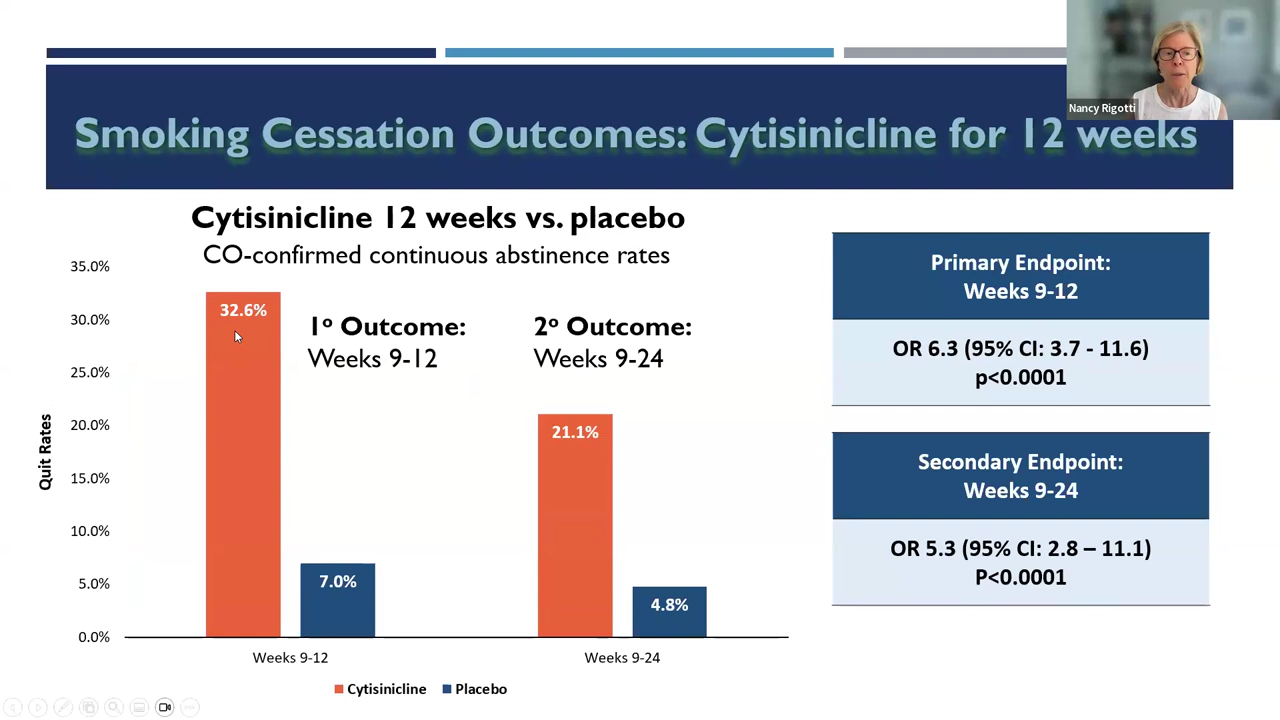 Nancy Rigotti
Smoking Cessation Outcomes: Cytisinicline for 12 weeks
Cytisinicline 12 weeks vs. placebo
CO-confirmed continuous abstinence rates
35.0%
30.0%
25.0%
20.0%
15.0%
10.0%
5.0%
0.0%
Quit Rates
32.6%
7.0%
1º Outcome:
Weeks 9-12
2º Outcome:
Weeks 9-24
21.1%
4.8%
Weeks 9-12
Weeks 9-24
Cytisinicline
Placebo
Primary Endpoint:
Weeks 9-12
OR 6.3 (95% CI: 3.7 - 11.6)
p<0.0001
Secondary Endpoint:
Weeks 9-24
OR 5.3 (95% CI: 2.8 – 11.1)
P<0.0001